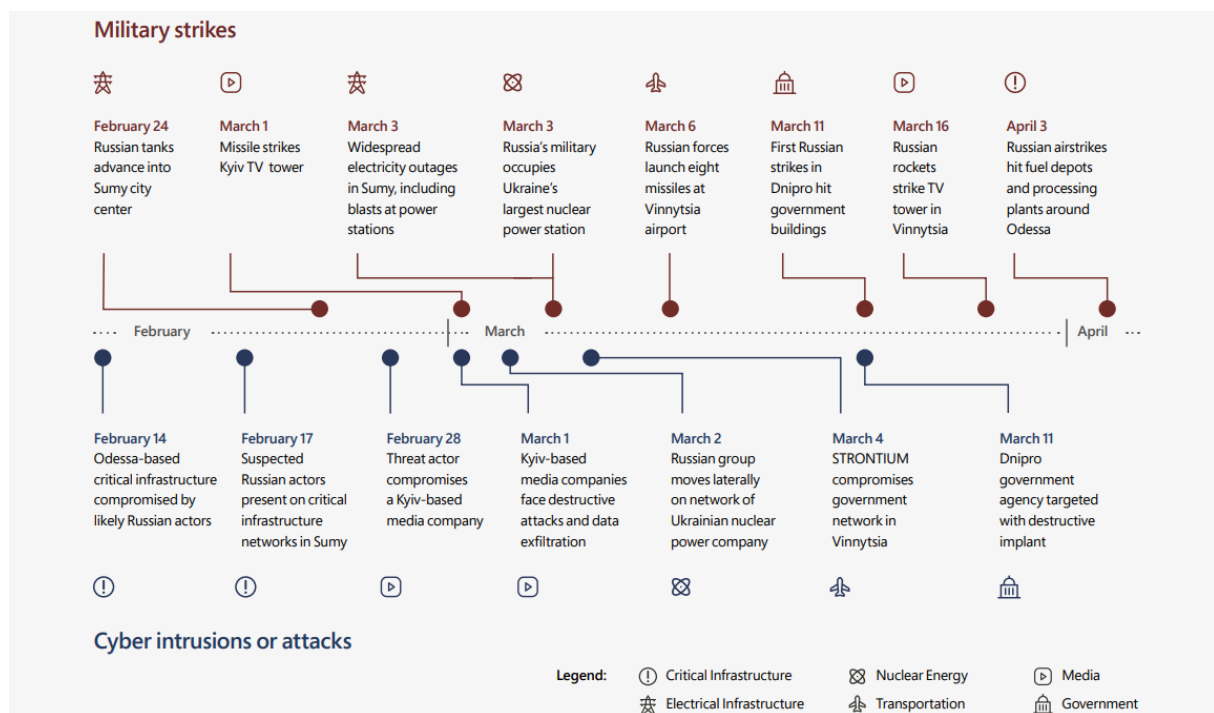 Military strikes
February 24
Russian tanks
advance into
Sumy city
center
March 1
Missile strikes
Kyiv TV tower
March 3
Widespread
electricity outages
in Sumy, including
blasts at power
stations
March 3
Russia's military
occupies
Ukraine's
largest nuclear
power station
March 6
Russian forces
launch eight
missiles at
Vinnytsia
airport
March 11
First Russian
strikes in
Dnipro hit
government
buildings
March 16
Russian
rockets
strike TV
tower in
Vinnytsia
April 3
Russian airstrikes
hit fuel depots
and processing
plants around
Odessa
February
March
April
February 14
Odessa-based
critical infrastructure
compromised by
likely Russian actors
February 17
Suspected
Russian actors
present on critical
infrastructure
networks in Sumy
February 28
Threat actor
compromises
a Kyiv-based
media company
March 1
Kyiv-based
media companies
face destructive
attacks and data
exfiltration
March 2
Russian group
moves laterally
on network of
Ukrainian nuclear
power company
March 4
STRONTIUM
compromises
government
network in
Vinnytsia
March 11
Dnipro
government
agency targeted
with destructive
implant
Cyber intrusions or attacks
Legend:
Critical Infrastructure
Nuclear Energy
Media
Electrical Infrastructure
Transportation
Government